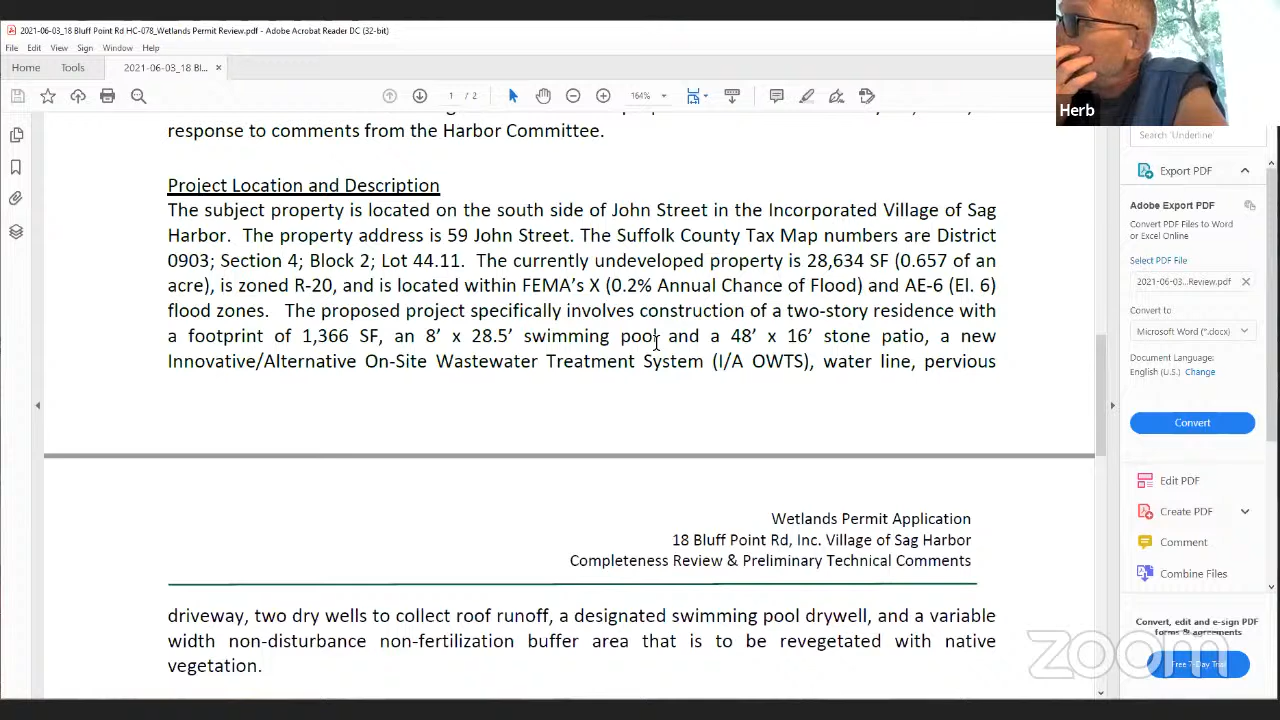 2021-06-03_18 Bluff Point Rd HC-078_Wetlands Permit Review.pdf - Adobe Acrobat Reader DC (32-bit)
File Edit View Sign Window Help
Home Tools 2021-06-03_18 Bl... ×
1 / 2 164%
Herb
response to comments from the Harbor Committee.
Project Location and Description
The subject property is located on the south side of John Street in the Incorporated Village of Sag
Harbor. The property address is 59 John Street. The Suffolk County Tax Map numbers are District
0903; Section 4; Block 2; Lot 44.11. The currently undeveloped property is 28,634 SF (0.657 of an
acre), is zoned R-20, and is located within FEMA's X (0.2% Annual Chance of Flood) and AE-6 (El. 6)
flood zones. The proposed project specifically involves construction of a two-story residence with
a footprint of 1,366 SF, an 8' x 28.5' swimming pool and a 48' x 16' stone patio, a new
Innovative/Alternative On-Site Wastewater Treatment System (I/A OWTS), water line, pervious
Wetlands Permit Application
18 Bluff Point Rd, Inc. Village of Sag Harbor
Completeness Review & Preliminary Technical Comments
driveway, two dry wells to collect roof runoff, a designated swimming pool drywell, and a variable
width non-disturbance non-fertilization buffer area that is to be revegetated with native
vegetation.
Search 'Underline'
Export PDF
Adobe Export PDF
Convert PDF Files to Word
or Excel Online
Select PDF File
2021-06-03...Review.pdf ×
Convert to
Microsoft Word (*.docx)
Document Language:
English (U.S.) Change
Convert
Edit PDF
Create PDF
Comment
Combine Files
Convert, edit and e-sign PDF
forms & agreements
Free 7-Day Trial
zoom